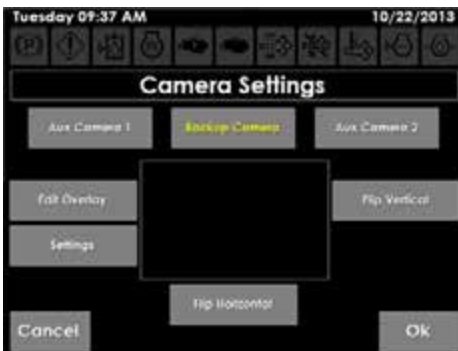 Tuesday 09:37 AM 10/22/2013
(P)
Camera Settings
Aux Camera 1 Backup Camera Aux Camera 2
Edit Overlay Flip Vertical
Settings
Flip Horizontal
Cancel Ok